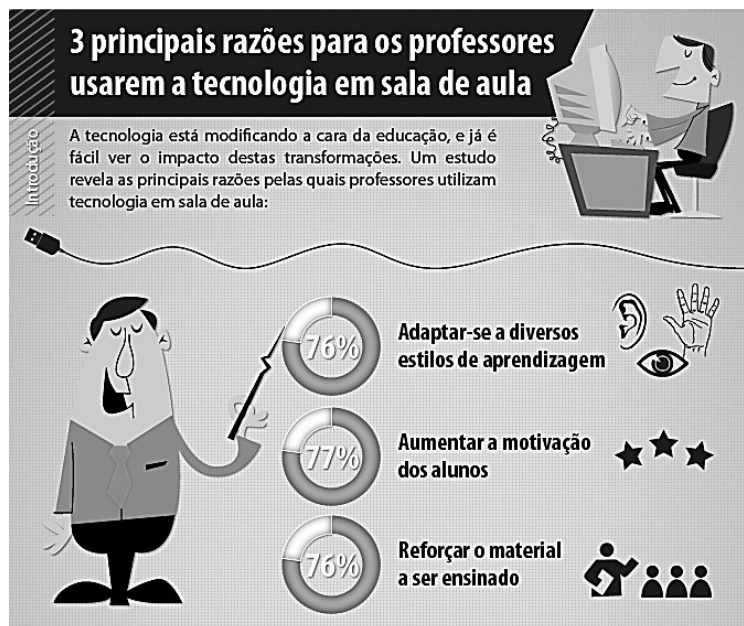 3 principais razões para os professores
usarem a tecnologia em sala de aula
Introdução
A tecnologia está modificando a cara da educação, e já é
fácil ver o impacto destas transformações. Um estudo
revela as principais razões pelas quais professores utilizam
tecnologia em sala de aula:
76%
Adaptar-se a diversos
estilos de aprendizagem
77%
Aumentar a motivação
dos alunos
76%
Reforçar o material
a ser ensinado